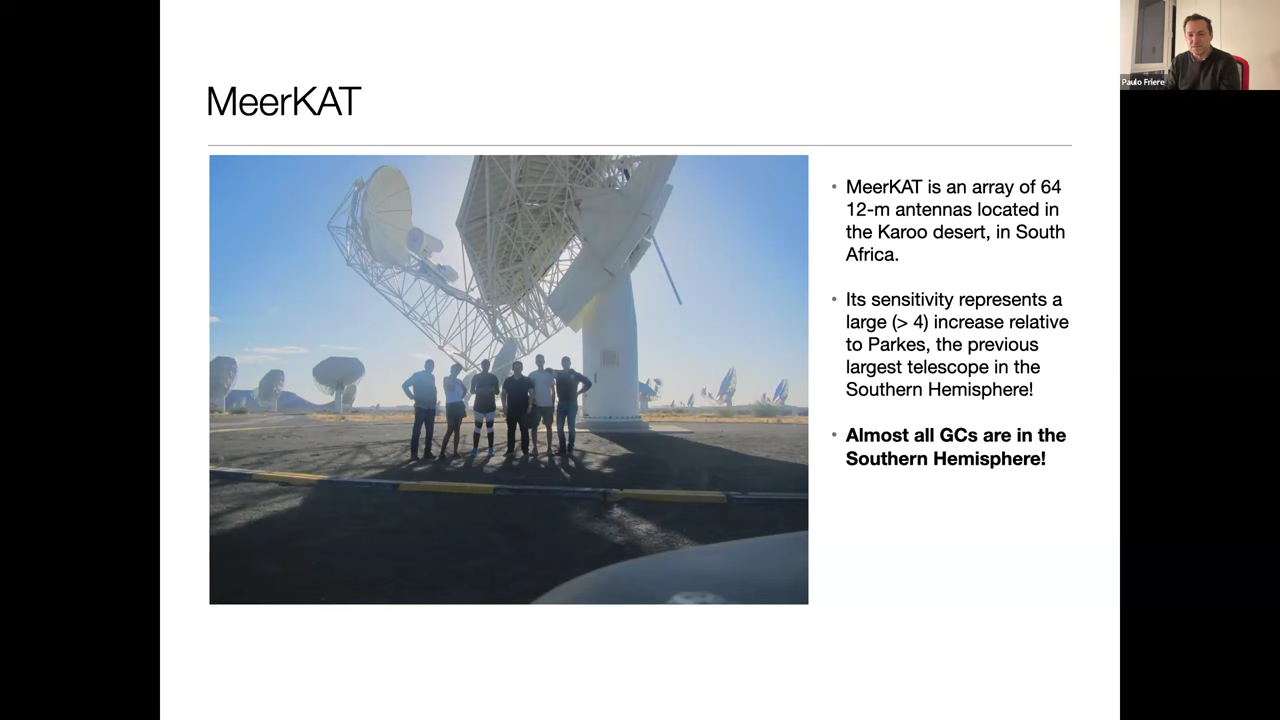 MeerKAT
• MeerKAT is an array of 64
12-m antennas located in
the Karoo desert, in South
Africa.
• Its sensitivity represents a
large (> 4) increase relative
to Parkes, the previous
largest telescope in the
Southern Hemisphere!
• Almost all GCs are in the
Southern Hemisphere!
Paulo Friere